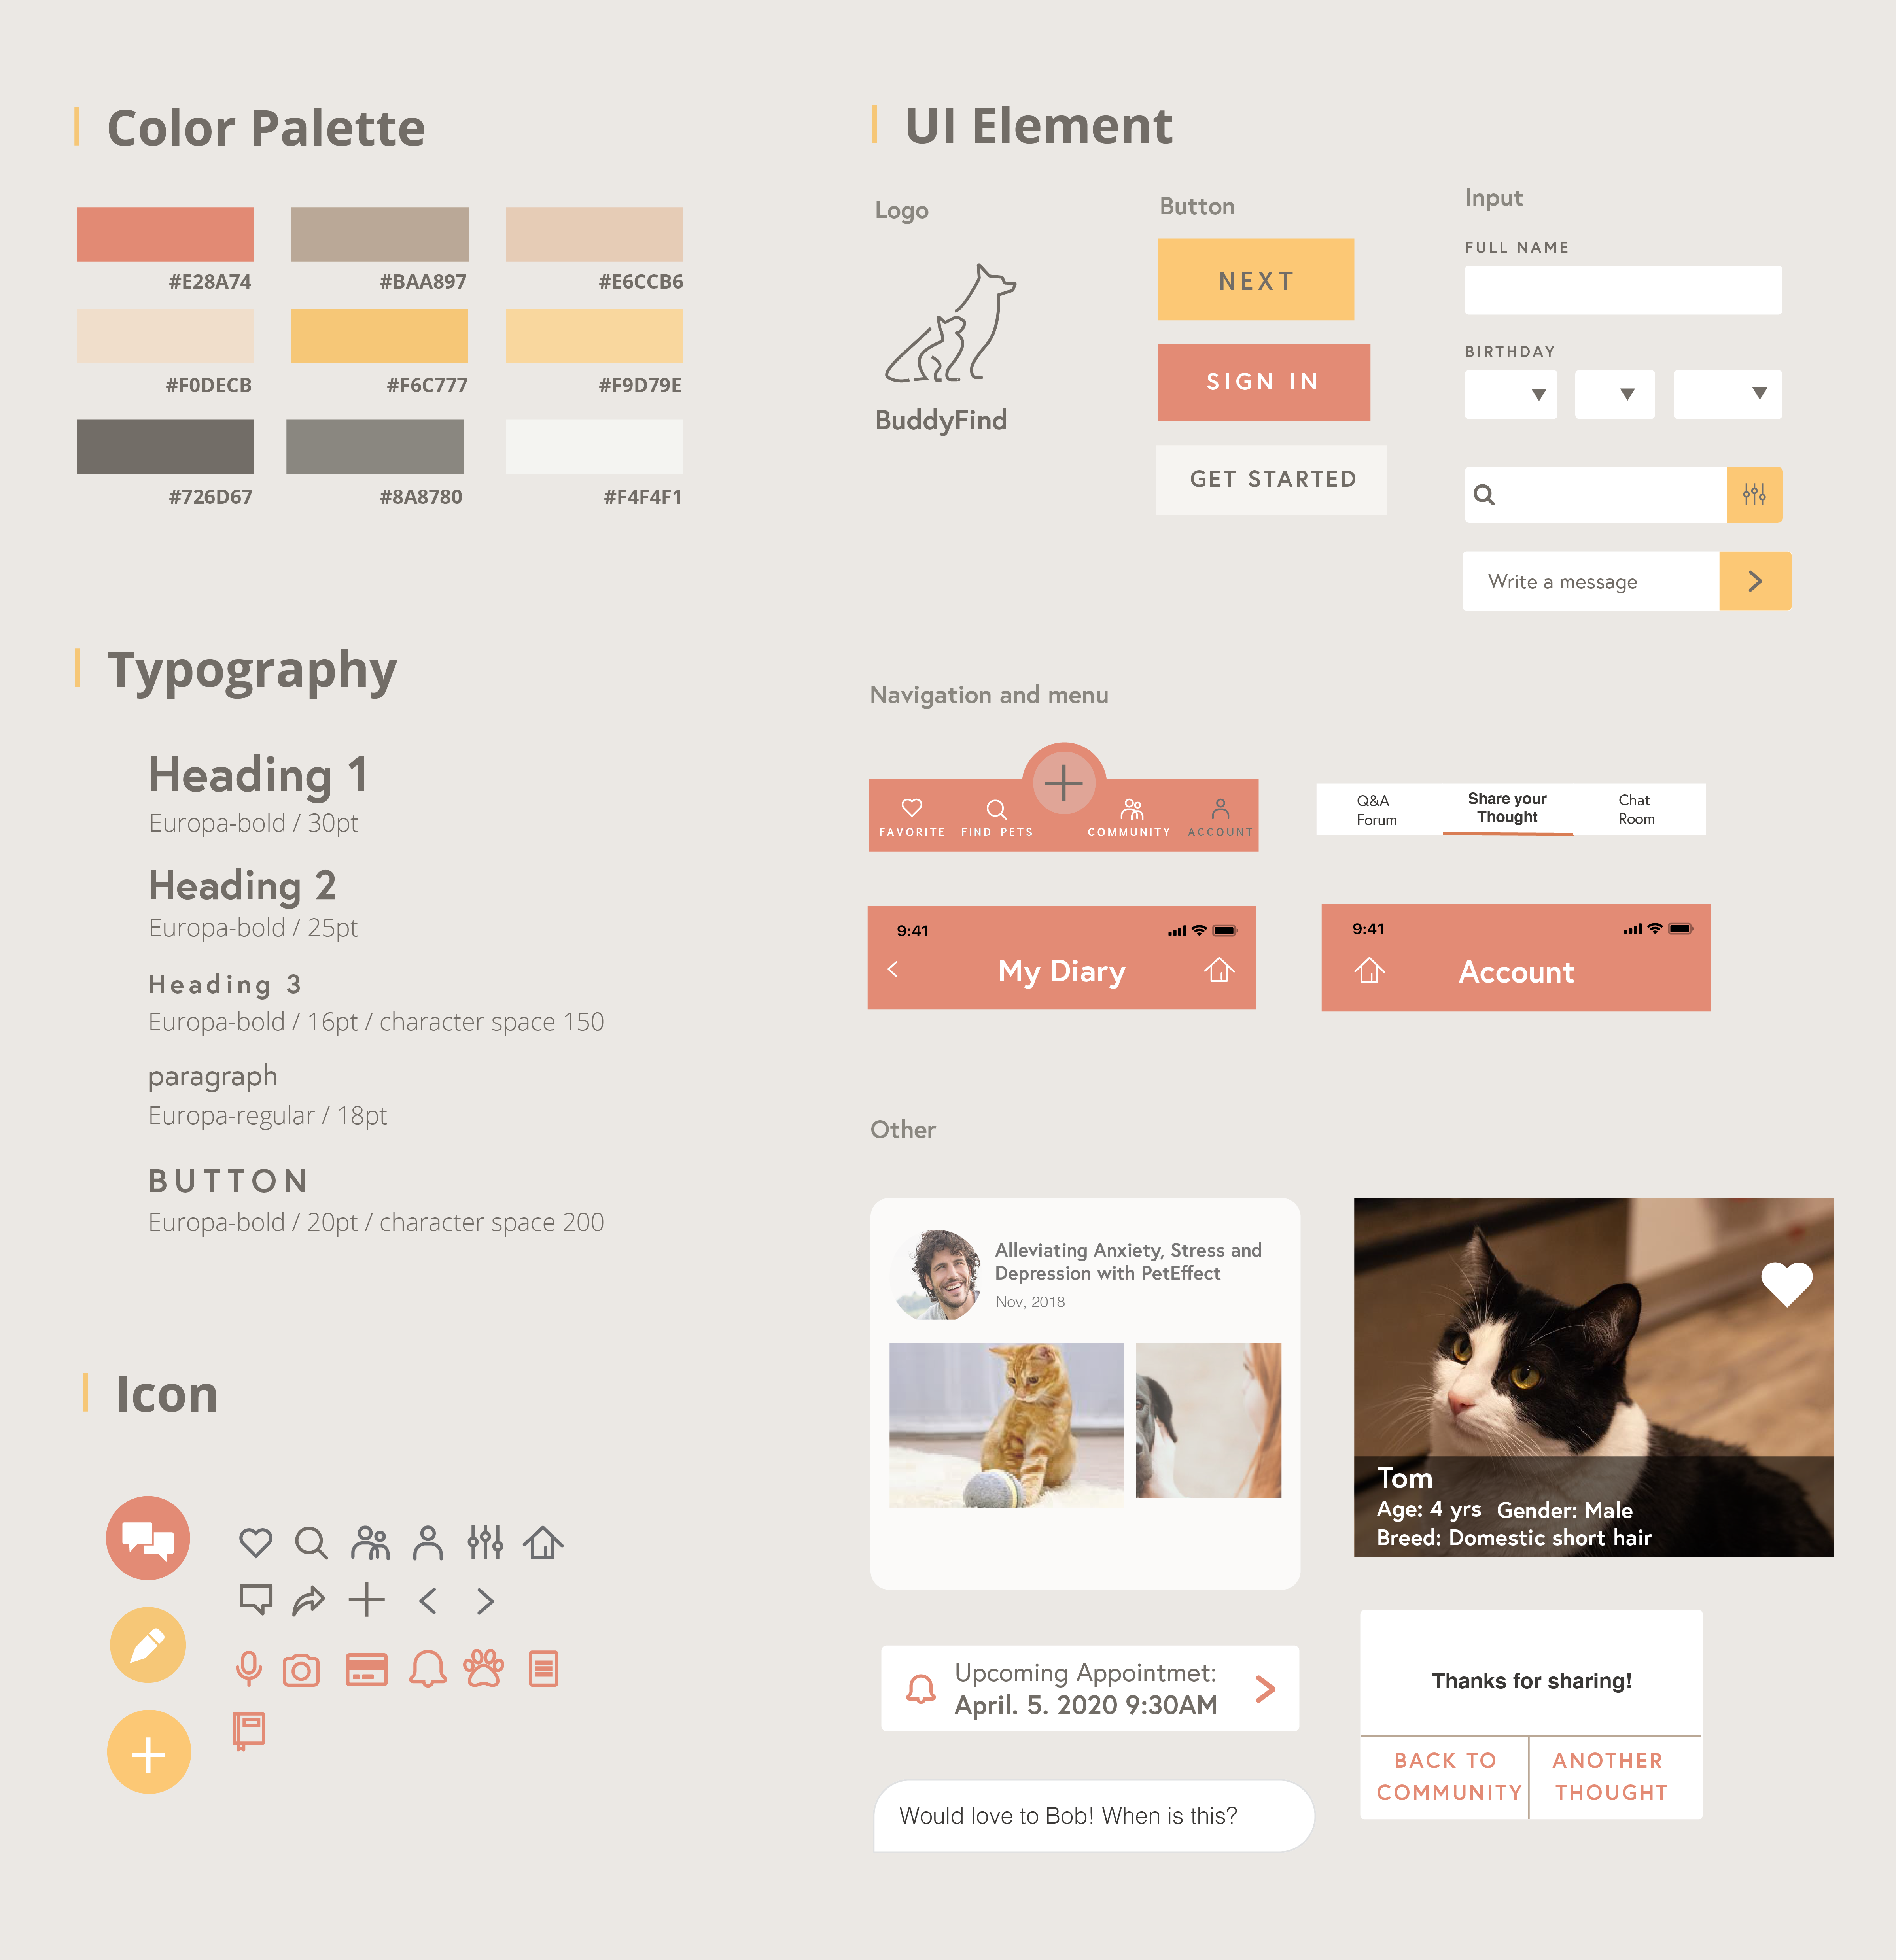 Color Palette
#E28A74
#BAA897
#E6CCB6
#F0DECB
#F6C777
#F9D79E
#726D67
#8A8780
#F4F4F1
Typography
Heading 1
Europa-bold / 30pt
Heading 2
Europa-bold / 25pt
Heading 3
Europa-bold / 16pt / character space 150
paragraph
Europa-regular / 18pt
BUTTON
Europa-bold / 20pt / character space 200
Icon
UI Element
Logo
BuddyFind
Button
NEXT
SIGN IN
GET STARTED
Input
FULL NAME
BIRTHDAY
Write a message
Navigation and menu
FAVORITE
FIND PETS
COMMUNITY
ACCOUNT
Q&A
Forum
Share your
Thought
Chat
Room
9:41
My Diary
9:41
Account
Other
Alleviating Anxiety, Stress and
Depression with PetEffect
Nov, 2018
Tom
Age: 4 yrs Gender: Male
Breed: Domestic short hair
Upcoming Appointmet:
April. 5. 2020 9:30AM
Thanks for sharing!
BACK TO
COMMUNITY
ANOTHER
THOUGHT
Would love to Bob! When is this?